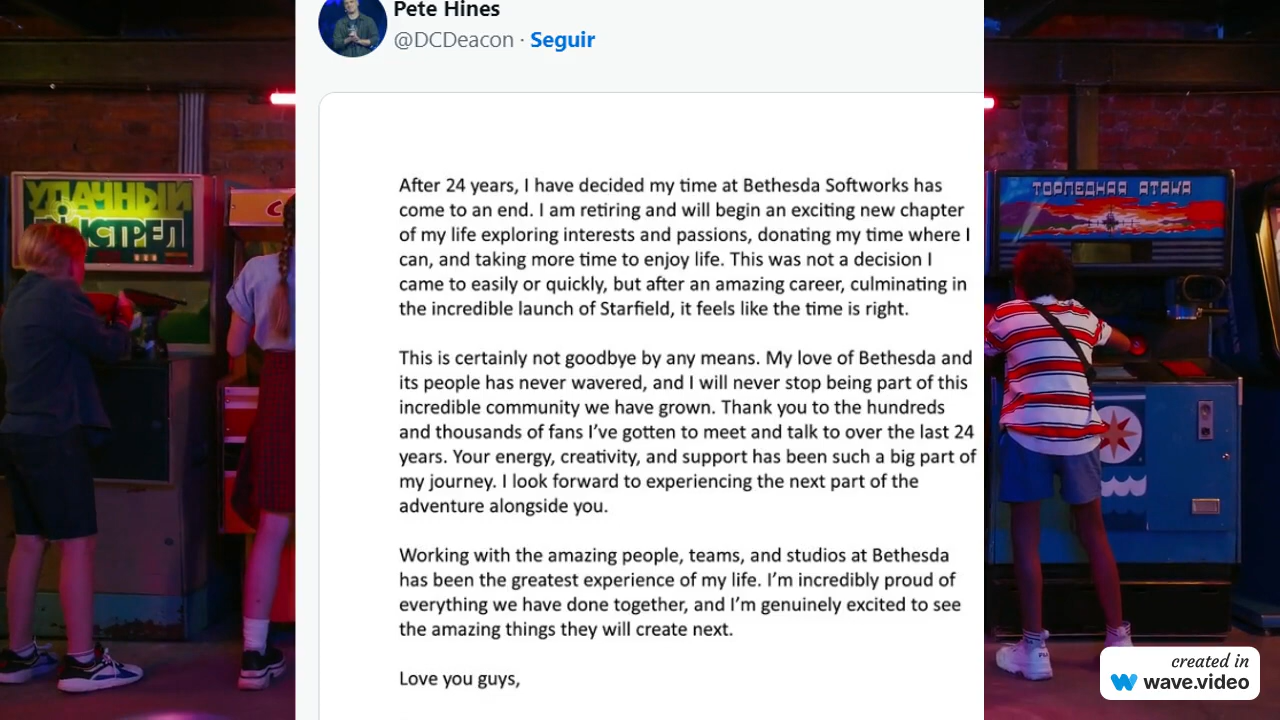 Pete Hines
@DCDeacon · Seguir
After 24 years, I have decided my time at Bethesda Softworks has
come to an end. I am retiring and will begin an exciting new chapter
of my life exploring interests and passions, donating my time where I
can, and taking more time to enjoy life. This was not a decision I
came to easily or quickly, but after an amazing career, culminating in
the incredible launch of Starfield, it feels like the time is right.
This is certainly not goodbye by any means. My love of Bethesda and
its people has never wavered, and I will never stop being part of this
incredible community we have grown. Thank you to the hundreds
and thousands of fans I’ve gotten to meet and talk to over the last 24
years. Your energy, creativity, and support has been such a big part of
my journey. I look forward to experiencing the next part of the
adventure alongside you.
Working with the amazing people, teams, and studios at Bethesda
has been the greatest experience of my life. I’m incredibly proud of
everything we have done together, and I’m genuinely excited to see
the amazing things they will create next.
Love you guys,
УДАЧНЫЙ
ТОРПЕДНАЯ АТАКА
created in
wave.video